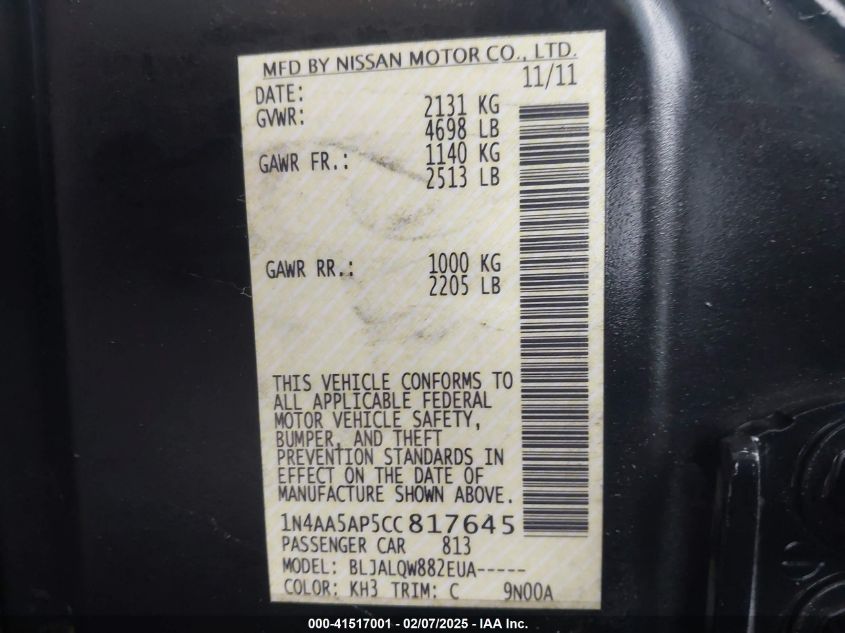 MFD BY NISSAN MOTOR CO., LTD.
DATE: 11/11
GVWR: 2131 KG
4698 LB
GAWR FR.: 1140 KG
2513 LB
GAWR RR.: 1000 KG
2205 LB
THIS VEHICLE CONFORMS TO
ALL APPLICABLE FEDERAL
MOTOR VEHICLE SAFETY,
BUMPER, AND THEFT
PREVENTION STANDARDS IN
EFFECT ON THE DATE OF
MANUFACTURE SHOWN ABOVE.
1N4AA5AP5CC817645
PASSENGER CAR 813
MODEL: BLJALQW882EUA-----
COLOR: KH3 TRIM: C 9N00A
000-41517001 - 02/07/2025 - IAA Inc.